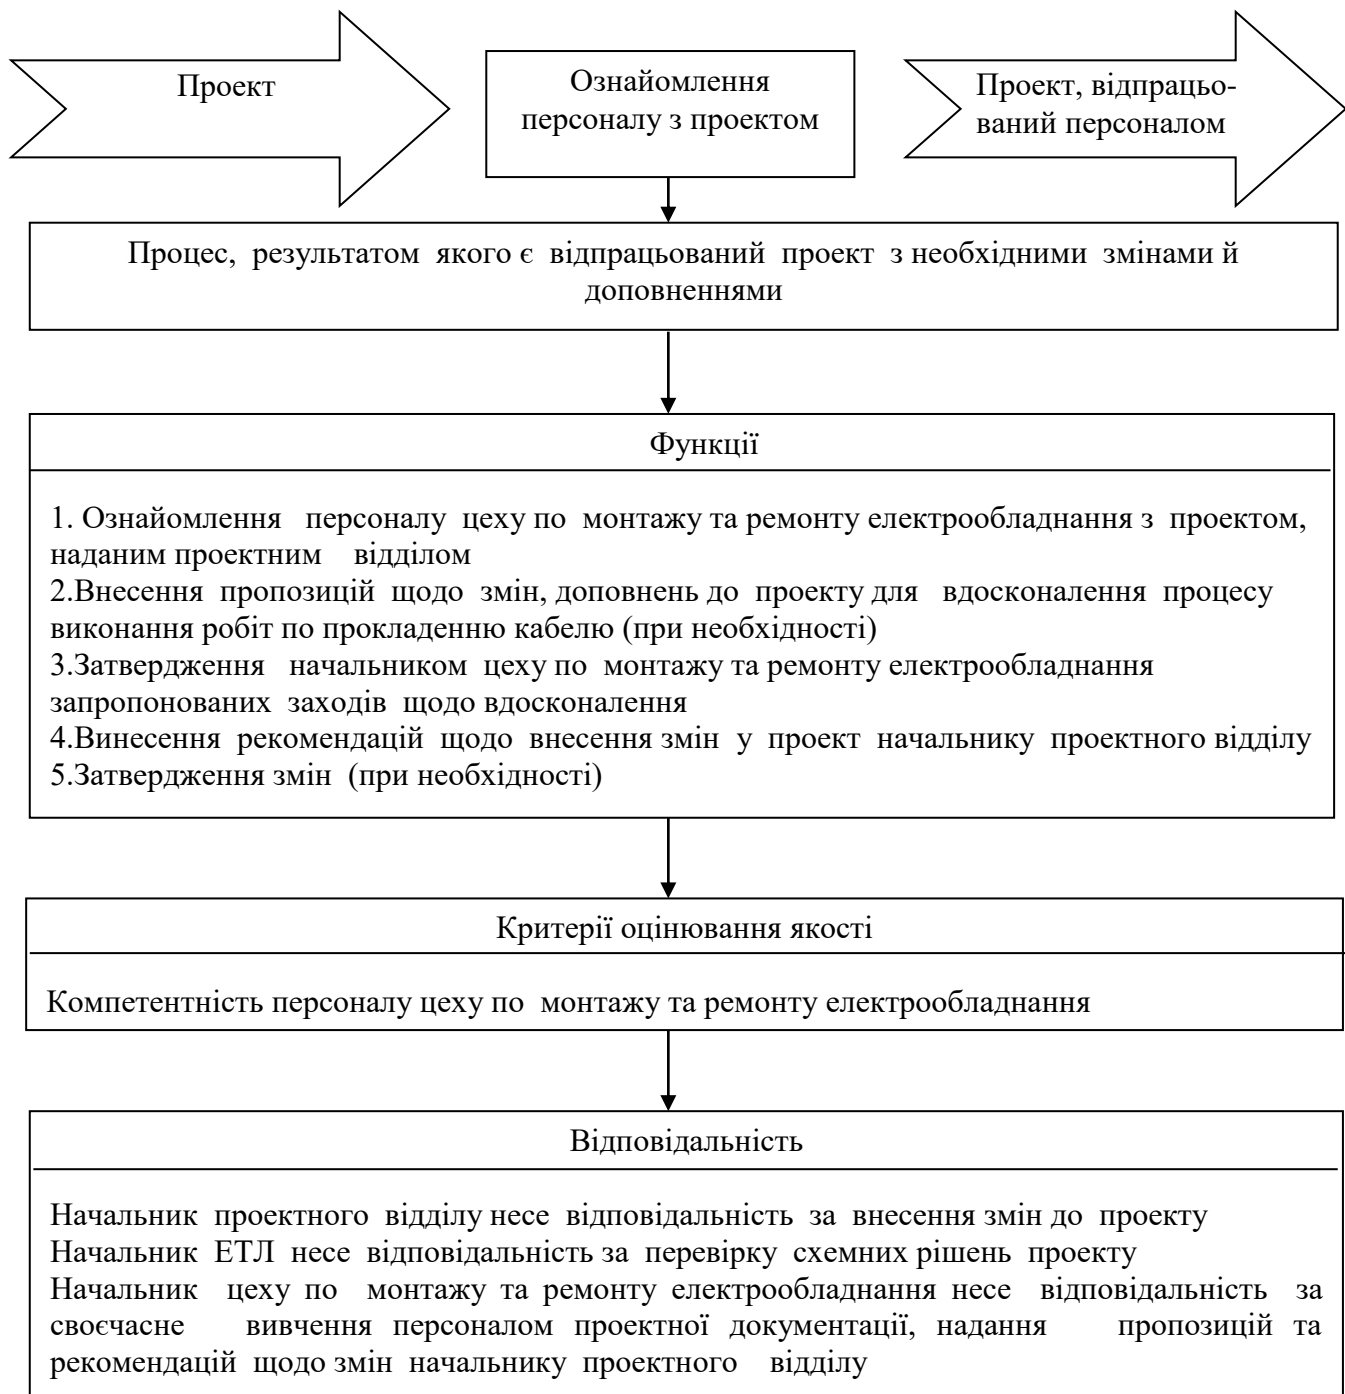 Проект
Ознайомлення
персоналу з проектом
Проект, відпрацьо-
ваний персоналом
Процес, результатом якого є відпрацьований проект з необхідними змінами й
доповненнями
Функції
1. Ознайомлення персоналу цеху по монтажу та ремонту електрообладнання з проектом,
наданим проектним відділом
2.Внесення пропозицій щодо змін, доповнень до проекту для вдосконалення процесу
виконання робіт по прокладенню кабелю (при необхідності)
3.Затвердження начальником цеху по монтажу та ремонту електрообладнання
запропонованих заходів щодо вдосконалення
4.Винесення рекомендацій щодо внесення змін у проект начальнику проектного відділу
5.Затвердження змін (при необхідності)
Критерії оцінювання якості
Компетентність персоналу цеху по монтажу та ремонту електрообладнання
Відповідальність
Начальник проектного відділу несе відповідальність за внесення змін до проекту
Начальник ЕТЛ несе відповідальність за перевірку схемних рішень проекту
Начальник цеху по монтажу та ремонту електрообладнання несе відповідальність за
своєчасне вивчення персоналом проектної документації, надання пропозицій та
рекомендацій щодо змін начальнику проектного відділу